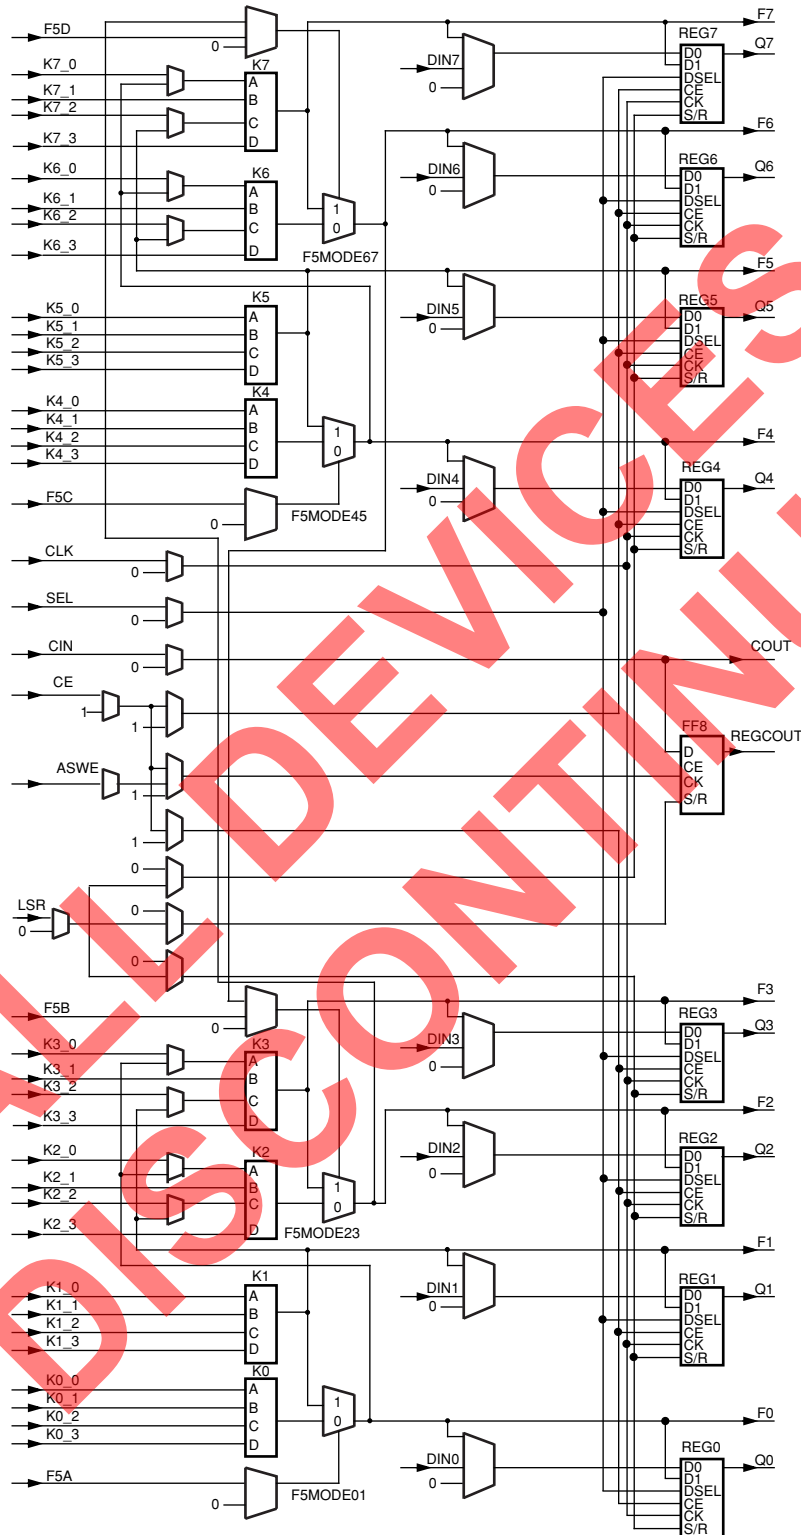 F5D
0
F7
K7_0
K7
REG7
Q7
DIN7
0
D0
D1
DSEL
CE
CK
S/R
K7_1
K7_2
K7_3
A
B
C
D
F6
K6_0
K6
REG6
Q6
DIN6
0
D0
D1
DSEL
CE
CK
S/R
K6_1
K6_2
K6_3
A
B
C
D
1
0
F5MODE67
F5
K5_0
K5
REG5
Q5
DIN5
0
D0
D1
DSEL
CE
CK
S/R
K5_1
K5_2
K5_3
A
B
C
D
K4_0
K4
K4_1
K4_2
K4_3
A
B
C
D
1
0
F4
REG4
Q4
DIN4
0
D0
D1
DSEL
CE
CK
S/R
F5C
0
F5MODE45
CLK
0
SEL
0
CIN
0
COUT
CE
1
1
FF8
REGCOUT
D
CE
CK
S/R
ASWE
1
1
0
LSR
0
0
0
F5B
0
F3
K3_0
K3
REG3
Q3
DIN3
0
D0
D1
DSEL
CE
CK
S/R
K3_1
K3_2
K3_3
A
B
C
D
F2
K2_0
K2
REG2
Q2
DIN2
0
D0
D1
DSEL
CE
CK
S/R
K2_1
K2_2
K2_3
A
B
C
D
1
0
F5MODE23
F1
K1_0
K1
REG1
Q1
DIN1
0
D0
D1
DSEL
CE
CK
S/R
K1_1
K1_2
K1_3
A
B
C
D
K0_0
K0
K0_1
K0_2
K0_3
A
B
C
D
1
0
F0
REG0
Q0
DIN0
0
D0
D1
DSEL
CE
CK
S/R
F5A
0
F5MODE01
ALL DEVICES
DISCONTINU